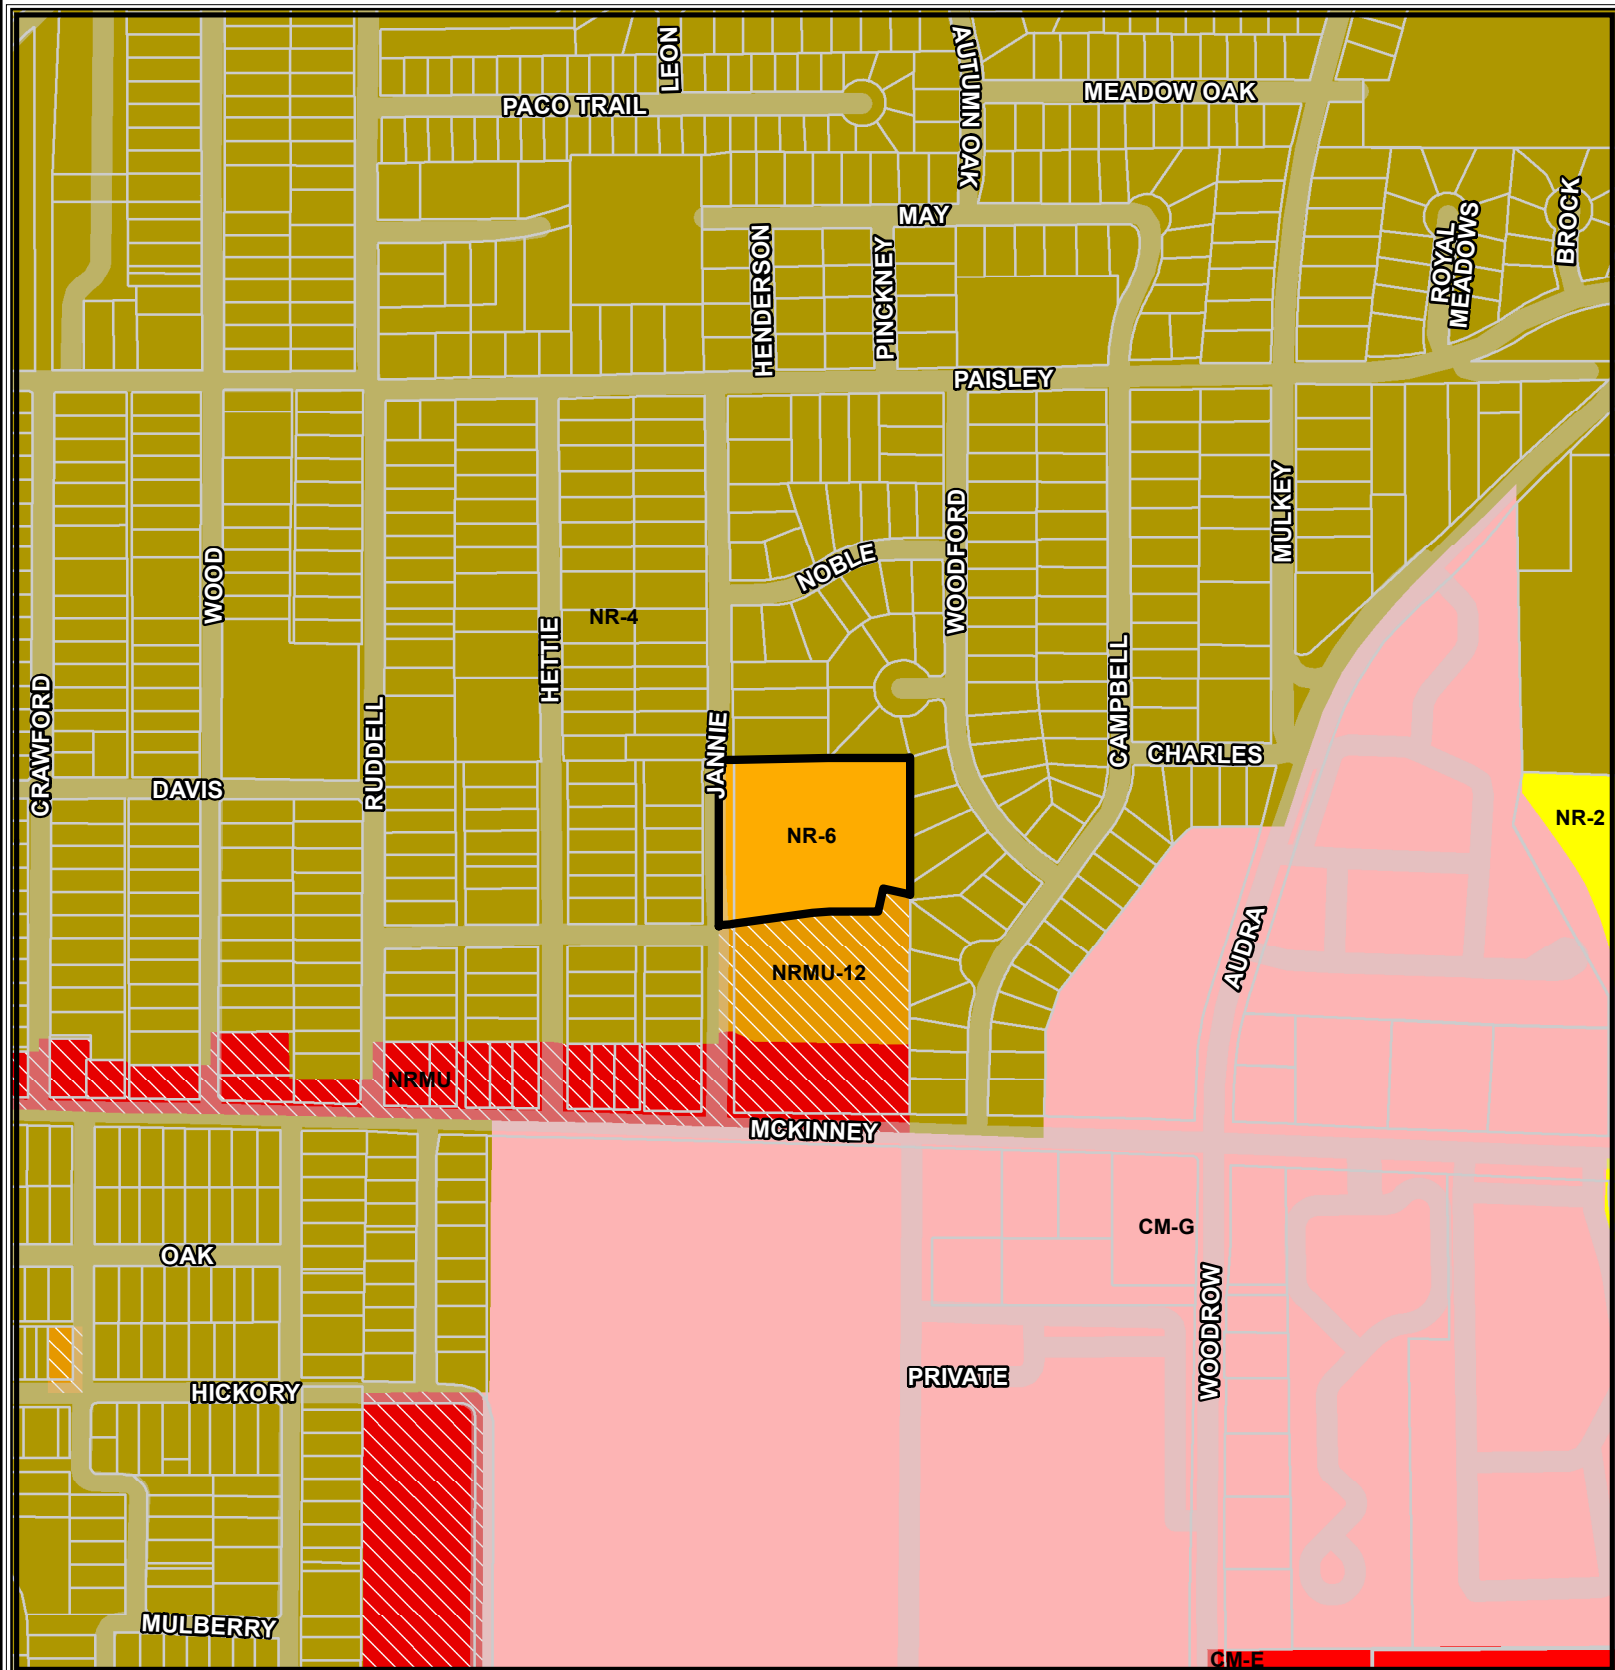 LEON
AUTUMN OAK
PACO TRAIL
MEADOW OAK
MAY
BROCK
ROYAL
MEADOWS
HENDERSON
PINCKNEY
PAISLEY
WOODFORD
MULKEY
WOOD
NOBLE
NR-4
HETTIE
CRAWFORD
RUDDELL
JANNIE
CAMPBELL
CHARLES
DAVIS
NR-6
NR-2
AUDRA
NRMU-12
NRMU
MCKINNEY
CM-G
OAK
WOODROW
PRIVATE
HICKORY
MULBERRY
CM-E